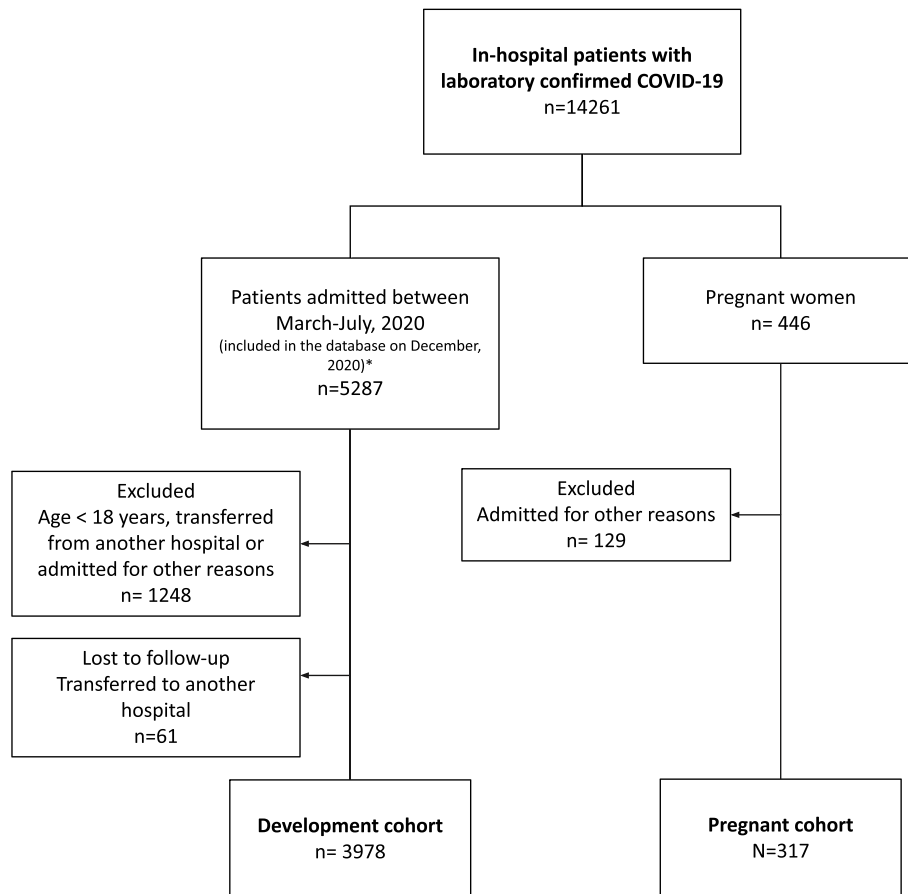 In-hospital patients with
laboratory confirmed COVID-19
n=14261
Patients admitted between
March-July, 2020
(included in the database on December,
2020)*
n=5287
Pregnant women
n= 446
Excluded
Age < 18 years, transferred
from another hospital or
admitted for other reasons
n= 1248
Excluded
Admitted for other reasons
n= 129
Lost to follow-up
Transferred to another
hospital
n=61
Development cohort
n= 3978
Pregnant cohort
N=317